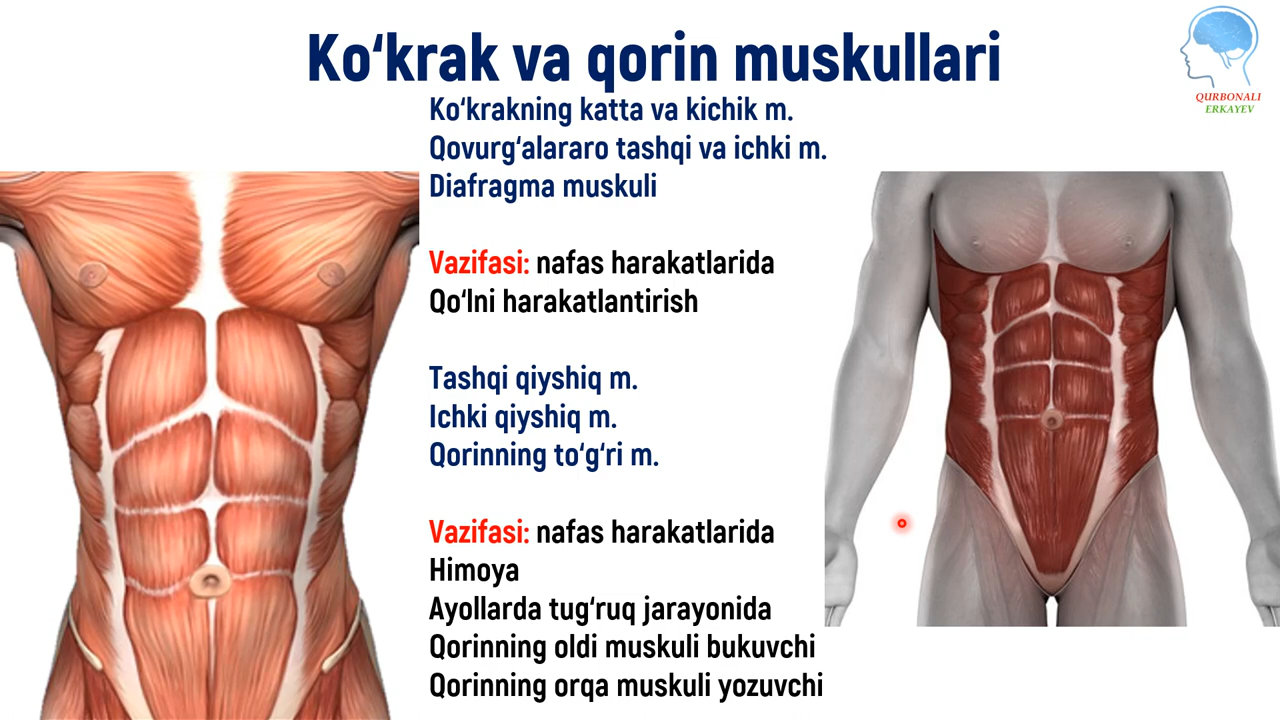 Ko‘krak va qorin muskullari
Ko‘krakning katta va kichik m.
Qovurg‘alararo tashqi va ichki m.
Diafragma muskuli
Vazifasi: nafas harakatlarida
Qo‘lni harakatlantirish
Tashqi qiyshiq m.
Ichki qiyshiq m.
Qorinning to‘g‘ri m.
Vazifasi: nafas harakatlarida
Himoya
Ayollarda tug‘ruq jarayonida
Qorinning oldi muskuli bukuvchi
Qorinning orqa muskuli yozuvchi
QURBONALI
ERKAYEV